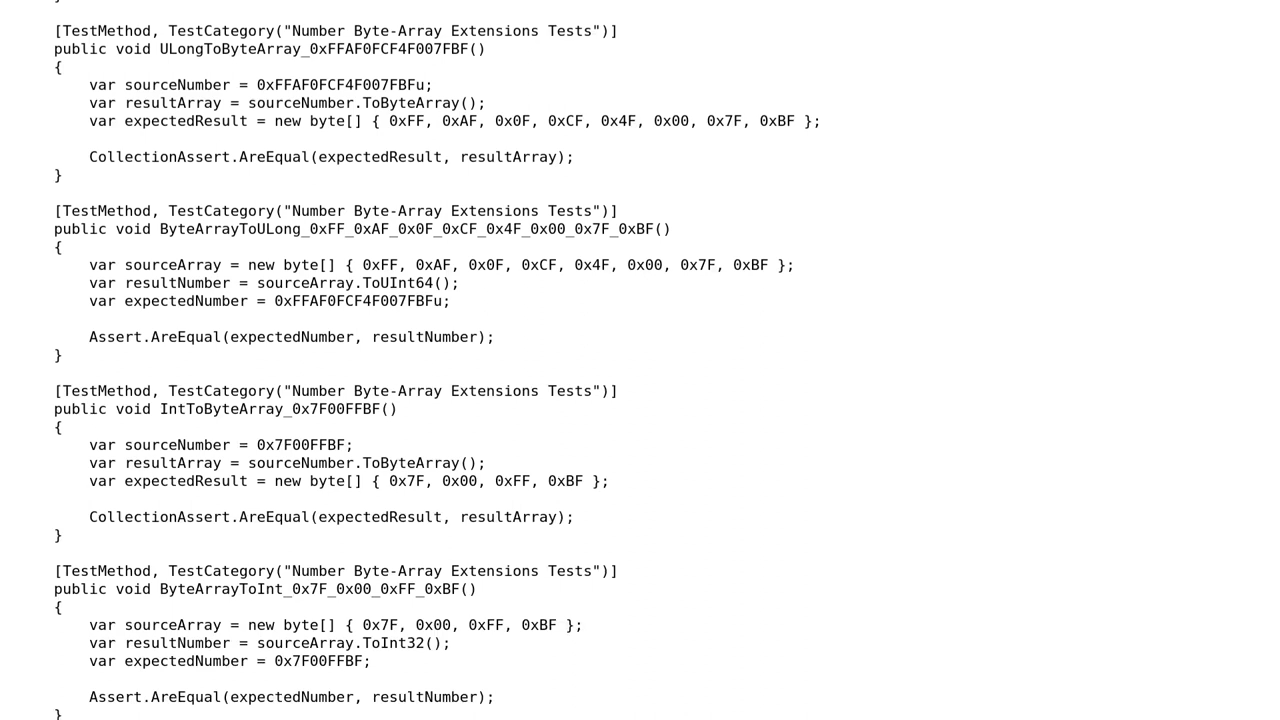 }
[TestMethod, TestCategory("Number Byte-Array Extensions Tests")]
public void ULongToByteArray_0xFFAF0FCF4F007FBF()
{
var sourceNumber = 0xFFAF0FCF4F007FBFu;
var resultArray = sourceNumber.ToByteArray();
var expectedResult = new byte[] { 0xFF, 0xAF, 0x0F, 0xCF, 0x4F, 0x00, 0x7F, 0xBF };
CollectionAssert.AreEqual(expectedResult, resultArray);
}
[TestMethod, TestCategory("Number Byte-Array Extensions Tests")]
public void ByteArrayToULong_0xFF_0xAF_0x0F_0xCF_0x4F_0x00_0x7F_0xBF()
{
var sourceArray = new byte[] { 0xFF, 0xAF, 0x0F, 0xCF, 0x4F, 0x00, 0x7F, 0xBF };
var resultNumber = sourceArray.ToUInt64();
var expectedNumber = 0xFFAF0FCF4F007FBFu;
Assert.AreEqual(expectedNumber, resultNumber);
}
[TestMethod, TestCategory("Number Byte-Array Extensions Tests")]
public void IntToByteArray_0x7F00FFBF()
{
var sourceNumber = 0x7F00FFBF;
var resultArray = sourceNumber.ToByteArray();
var expectedResult = new byte[] { 0x7F, 0x00, 0xFF, 0xBF };
CollectionAssert.AreEqual(expectedResult, resultArray);
}
[TestMethod, TestCategory("Number Byte-Array Extensions Tests")]
public void ByteArrayToInt_0x7F_0x00_0xFF_0xBF()
{
var sourceArray = new byte[] { 0x7F, 0x00, 0xFF, 0xBF };
var resultNumber = sourceArray.ToInt32();
var expectedNumber = 0x7F00FFBF;
Assert.AreEqual(expectedNumber, resultNumber);
}